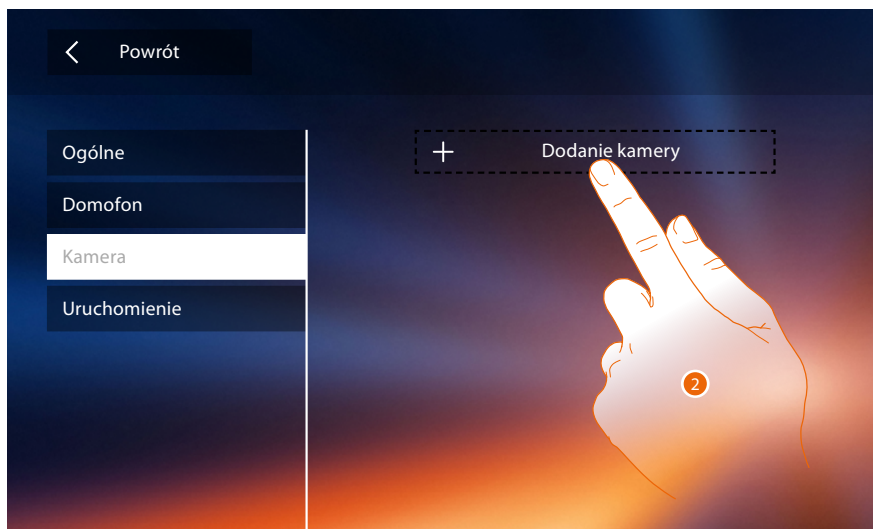 Powrót
Ogólne
+ Dodanie kamery
Domofon
Kamera
Uruchomienie
2